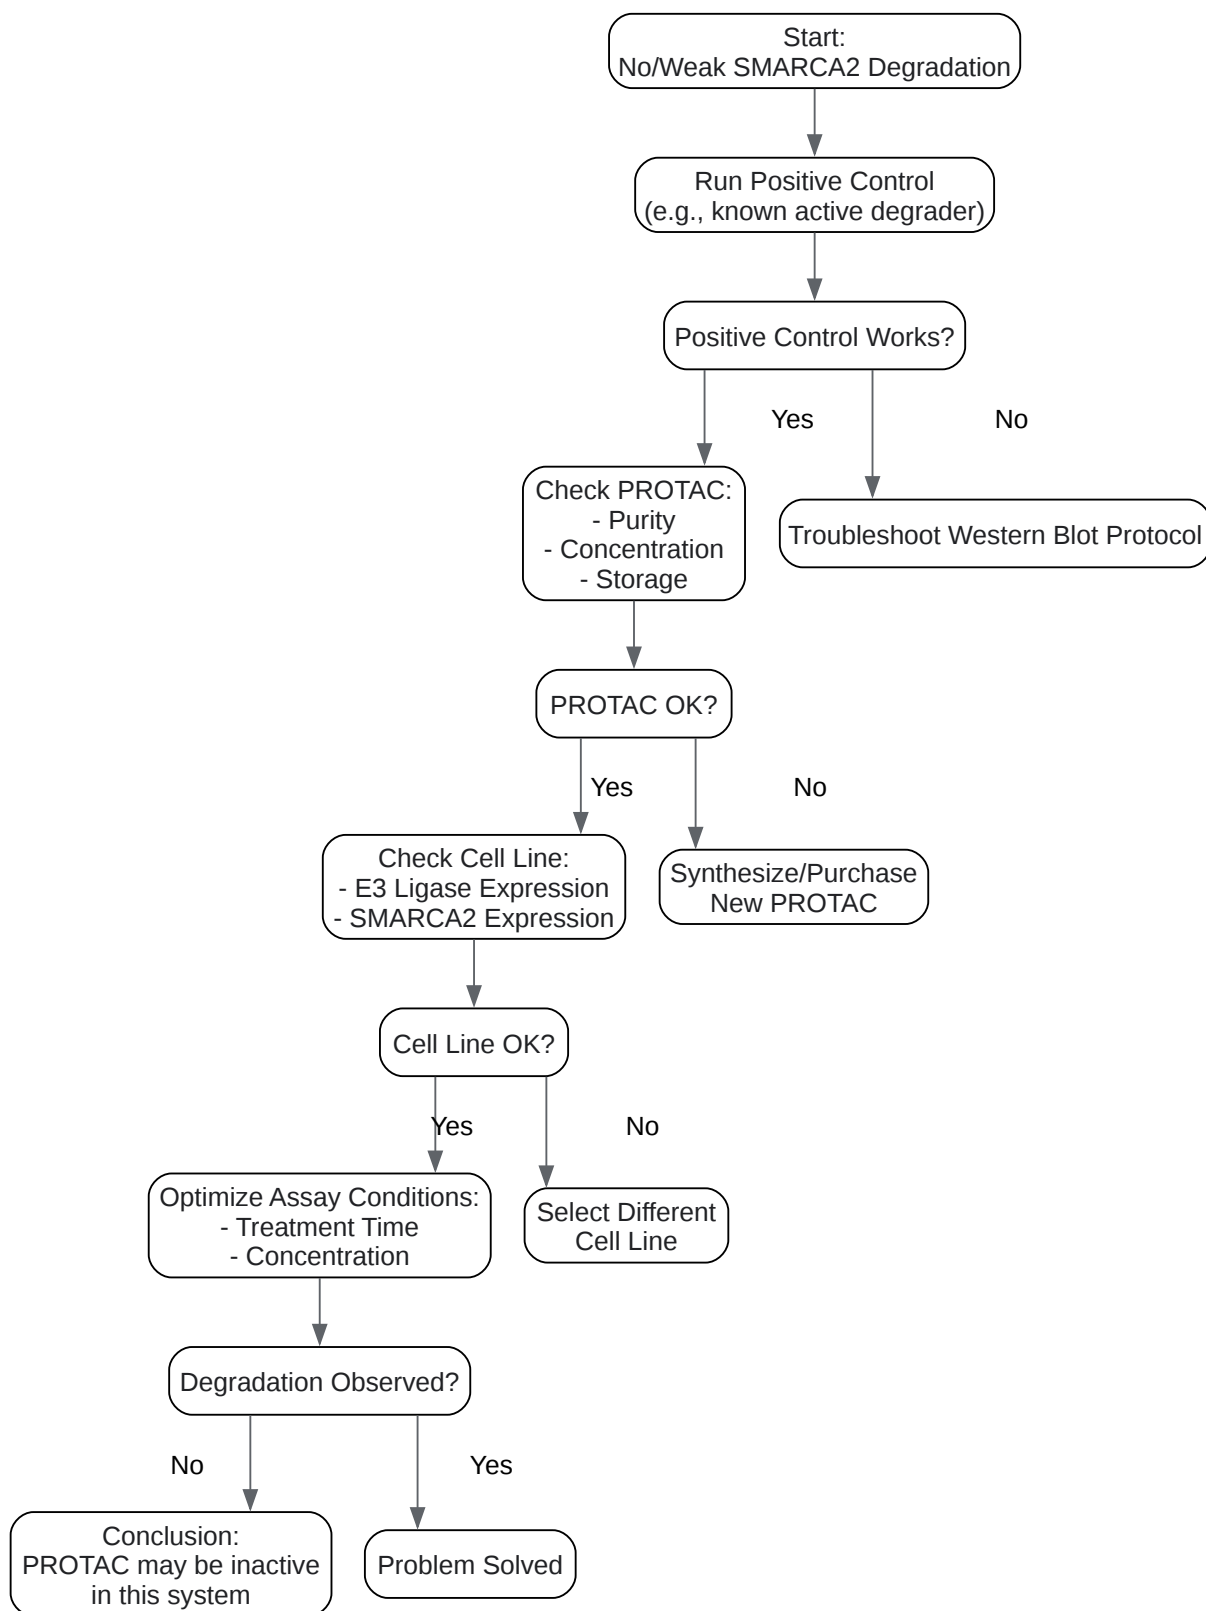 Start:
No/Weak SMARCA2 Degradation
Run Positive Control
(e.g., known active degrader)
Positive Control Works?
Yes
No
Check PROTAC:
- Purity
- Concentration
- Storage
Troubleshoot Western Blot Protocol
PROTAC OK?
Yes
No
Check Cell Line:
- E3 Ligase Expression
- SMARCA2 Expression
Synthesize/Purchase
New PROTAC
Cell Line OK?
Yes
No
Optimize Assay Conditions:
- Treatment Time
- Concentration
Select Different
Cell Line
Degradation Observed?
No
Yes
Conclusion:
PROTAC may be inactive
in this system
Problem Solved